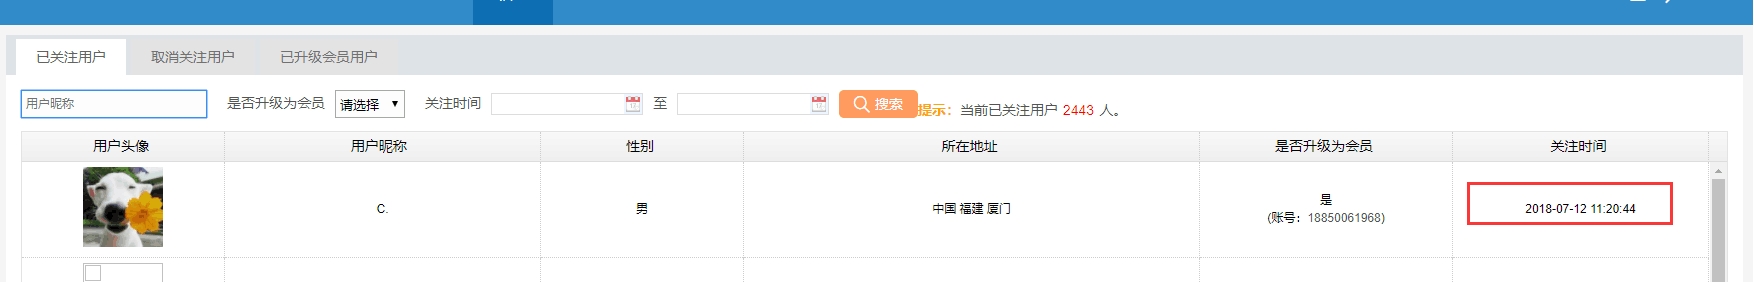 已关注用户 取消关注用户 已升级会员用户
用户昵称 是否升级为会员 请选择 关注时间 至 搜索 提示：当前已关注用户 2443 人。
用户头像 用户昵称 性别 所在地址 是否升级为会员 关注时间
C. 男 中国 福建 厦门 是 2018-07-12 11:20:44
(账号：18850061968)